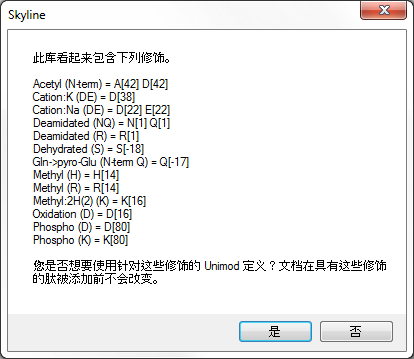 Skyline
此库看起来包含下列修饰。
Acetyl (N-term) = A[42] D[42]
Cation:K (DE) = D[38]
Cation:Na (DE) = D[22] E[22]
Deamidated (NQ) = N[1] Q[1]
Deamidated (R) = R[1]
Dehydrated (S) = S[-18]
Gln->pyro-Glu (N-term Q) = Q[-17]
Methyl (H) = H[14]
Methyl (R) = R[14]
Methyl:2H(2) (K) = K[16]
Oxidation (D) = D[16]
Phospho (D) = D[80]
Phospho (K) = K[80]
您是否想要使用针对这些修饰的 Unimod 定义？文档在具有这些修饰
的肽被添加前不会改变。
是
否